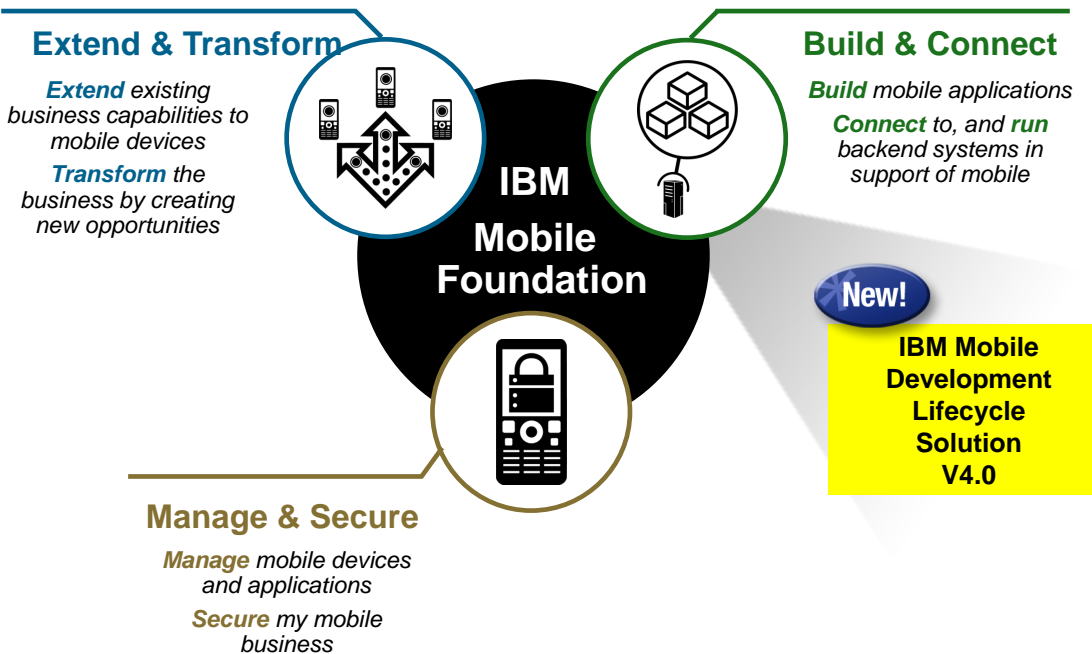 Extend & Transform
Extend existing
business capabilities to
mobile devices
Transform the
business by creating
new opportunities
IBM
Mobile
Foundation
Build & Connect
Build mobile applications
Connect to, and run
backend systems in
support of mobile
New!
IBM Mobile
Development
Lifecycle
Solution
V4.0
Manage & Secure
Manage mobile devices
and applications
Secure my mobile
business